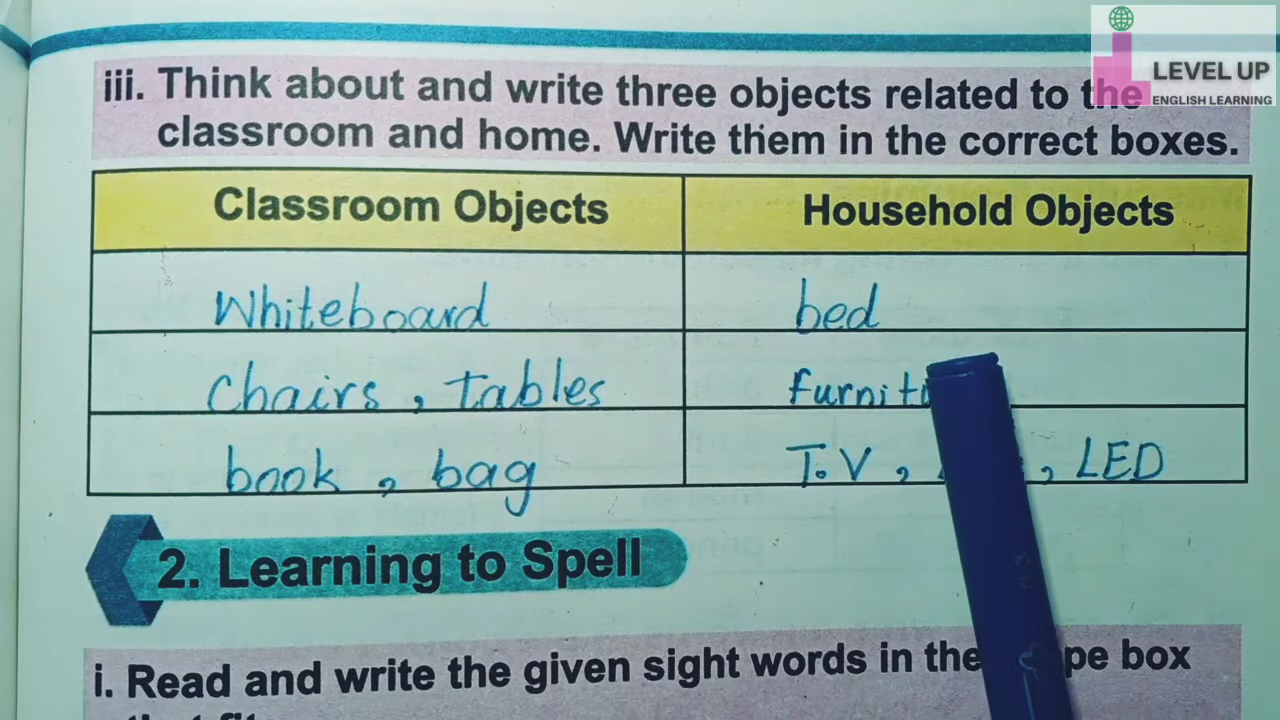 LEVEL UP
ENGLISH LEARNING
iii. Think about and write three objects related to the
classroom and home. Write them in the correct boxes.
Classroom Objects Household Objects
Whiteboard bed
Chairs, tables
book, bag T.V, , LED
2. Learning to Spell
i. Read and write the given sight words in the box